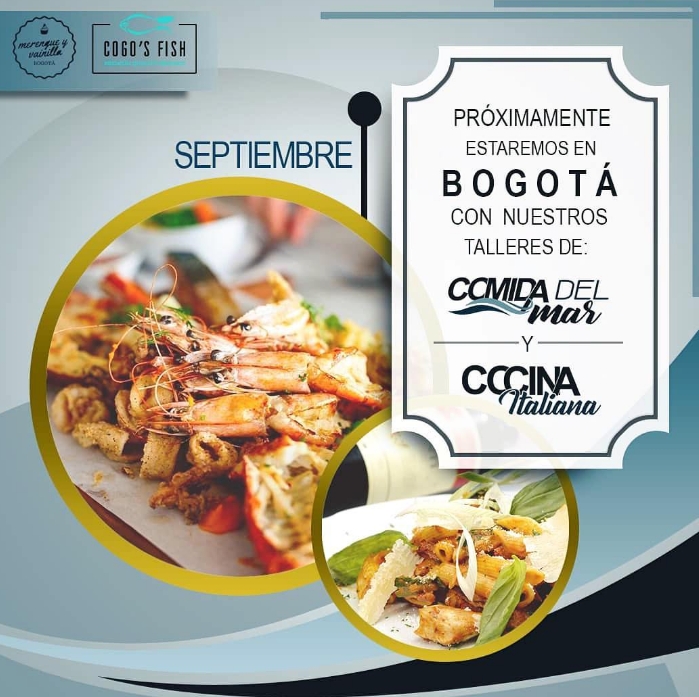 merengue y
vainilla
BOGOTÁ
COGO'S FISH
SEPTIEMBRE
PRÓXIMAMENTE
ESTAREMOS EN
BOGOTÁ
CON NUESTROS
TALLERES DE:
COMIDA DEL
mar
Y
COCINA
Italiana